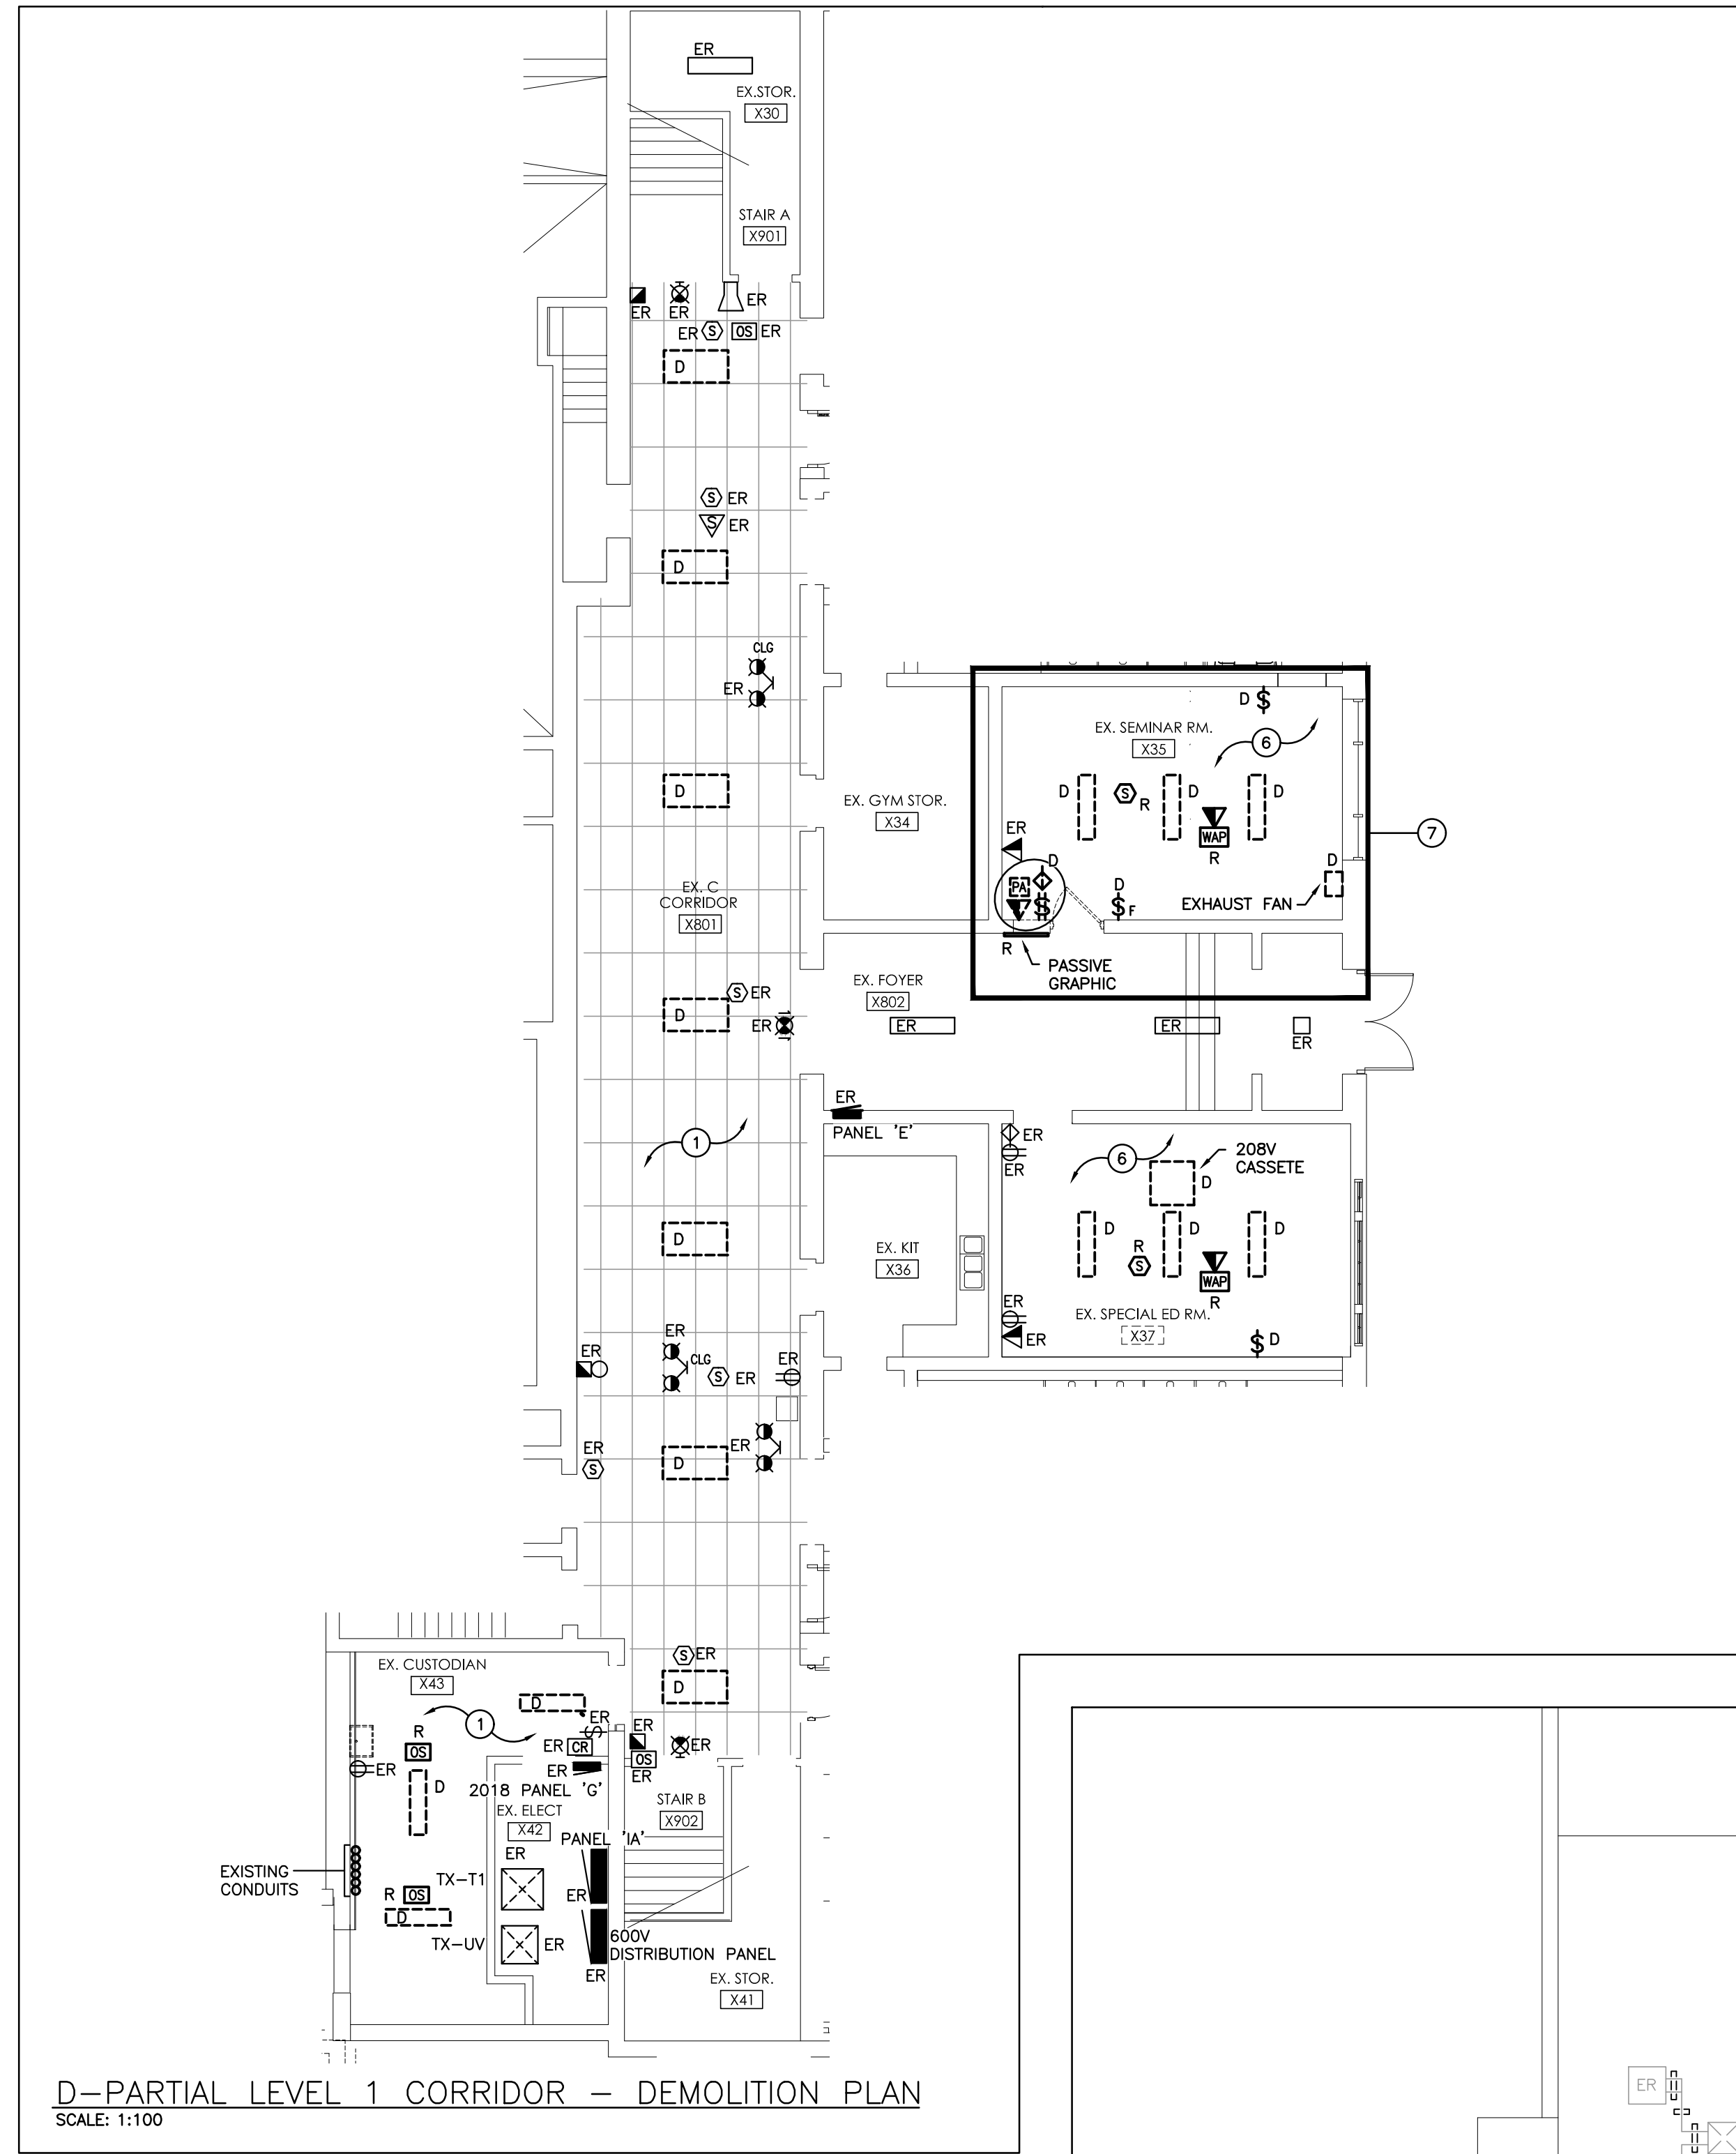 ER
EX.STOR.
X30
STAIR A
X901
ER
ER
ER
ER
S
OS
ER
D
S
ER
S
ER
D
CLG
ER
D
D
$
EX. SEMINAR RM.
X35
6
D
S
R
D
D
WAP
R
7
EX. GYM STOR.
X34
ER
D
PA
$
D
$F
D
EXHAUST FAN
R
PASSIVE
GRAPHIC
EX. C
CORRIDOR
X801
S
ER
D
ER
EX. FOYER
X802
ER
ER
ER
ER
PANEL 'E'
1
ER
ER
6
208V
CASSETE
D
D
D
D
R
S
WAP
R
D
EX. KIT
X36
ER
ER
EX. SPECIAL ED RM.
X37
$
D
ER
ER
CLG
S
ER
ER
ER
S
D
ER
S
ER
D
EX. CUSTODIAN
X43
D
1
R
OS
ER
D
ER
$
ER
CR
ER
2018 PANEL 'G'
ER
OS
ER
ER
EX. ELECT
X42
STAIR B
X902
PANEL 'IA'
ER
TX-T1
ER
EXISTING
CONDUITS
R
OS
D
TX-UV
ER
600V
DISTRIBUTION PANEL
ER
EX. STOR.
X41
D-PARTIAL LEVEL 1 CORRIDOR - DEMOLITION PLAN
SCALE: 1:100
ER